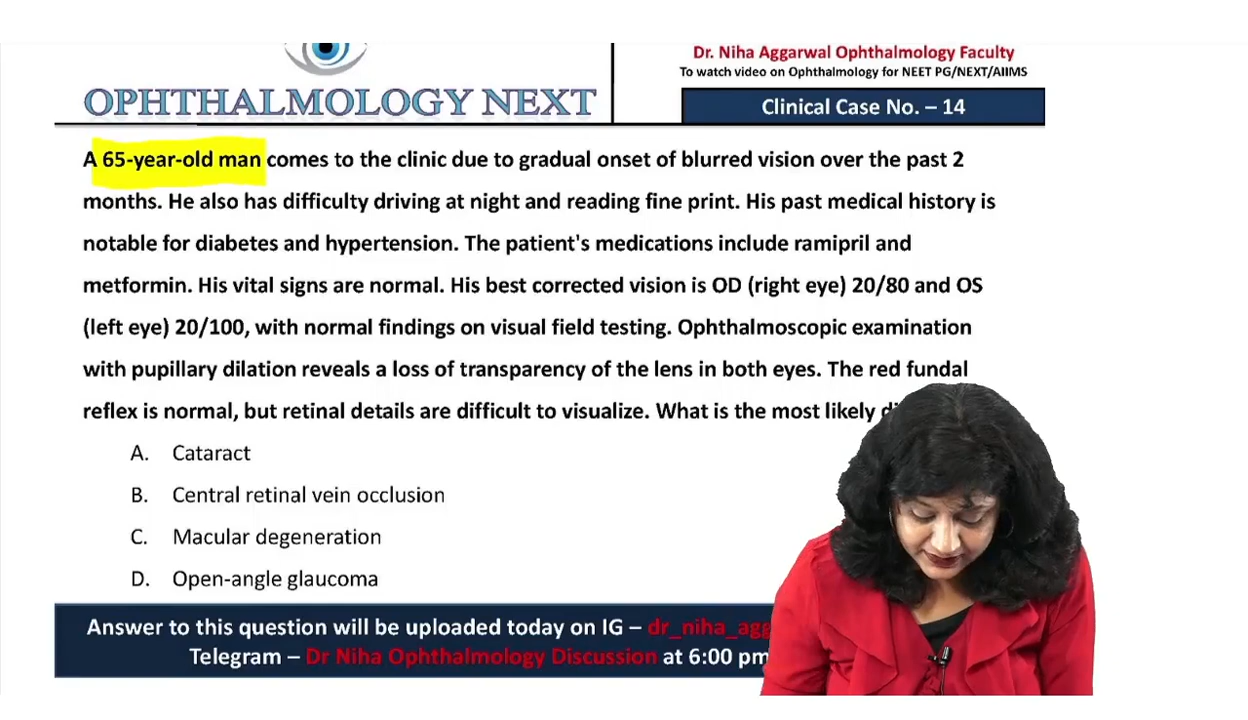 Dr. Niha Aggarwal Ophthalmology Faculty
To watch video on Ophthalmology for NEET PG/NEXT/AIIMS
OPHTHALMOLOGY NEXT
Clinical Case No. – 14
A 65-year-old man comes to the clinic due to gradual onset of blurred vision over the past 2
months. He also has difficulty driving at night and reading fine print. His past medical history is
notable for diabetes and hypertension. The patient's medications include ramipril and
metformin. His vital signs are normal. His best corrected vision is OD (right eye) 20/80 and OS
(left eye) 20/100, with normal findings on visual field testing. Ophthalmoscopic examination
with pupillary dilation reveals a loss of transparency of the lens in both eyes. The red fundal
reflex is normal, but retinal details are difficult to visualize. What is the most likely
A. Cataract
B. Central retinal vein occlusion
C. Macular degeneration
D. Open-angle glaucoma
Answer to this question will be uploaded today on IG – dr_niha_agg
Telegram – Dr Niha Ophthalmology Discussion at 6:00 pm